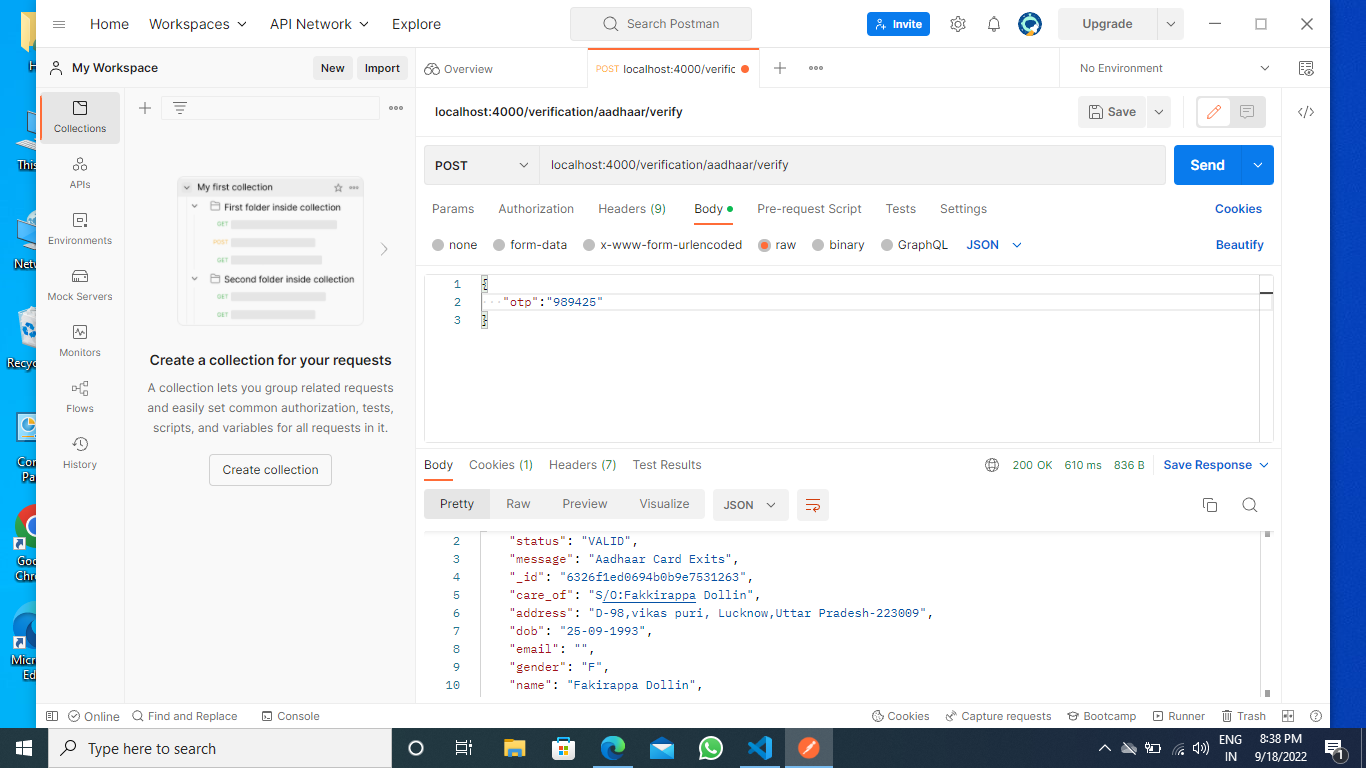 Home Workspaces API Network Explore Search Postman Invite Upgrade
My Workspace New Import Overview POST localhost:4000/verific No Environment
Collections
APIs
Environments
Mock Servers
Monitors
Flows
History
My first collection
First folder inside collection
GET
POST
GET
Second folder inside collection
GET
GET
Create a collection for your requests
A collection lets you group related requests
and easily set common authorization, tests,
scripts, and variables for all requests in it.
Create collection
localhost:4000/verification/aadhaar/verify Save
POST localhost:4000/verification/aadhaar/verify Send
Params Authorization Headers (9) Body Pre-request Script Tests Settings Cookies
none form-data x-www-form-urlencoded raw binary GraphQL JSON Beautify
1 {
2 "otp":"989425"
3 }
Body Cookies (1) Headers (7) Test Results 200 OK 610 ms 836 B Save Response
Pretty Raw Preview Visualize JSON
2 "status": "VALID",
3 "message": "Aadhaar Card Exits",
4 "_id": "6326f1ed0694b0b9e7531263",
5 "care_of": "S/O:Fakkirappa Dollin",
6 "address": "D-98,vikas puri, Lucknow,Uttar Pradesh-223009",
7 "dob": "25-09-1993",
8 "email": "",
9 "gender": "F",
10 "name": "Fakirappa Dollin",
Online Find and Replace Console Cookies Capture requests Bootcamp Runner Trash
Type here to search
ENG
IN
8:38 PM
9/18/2022
1